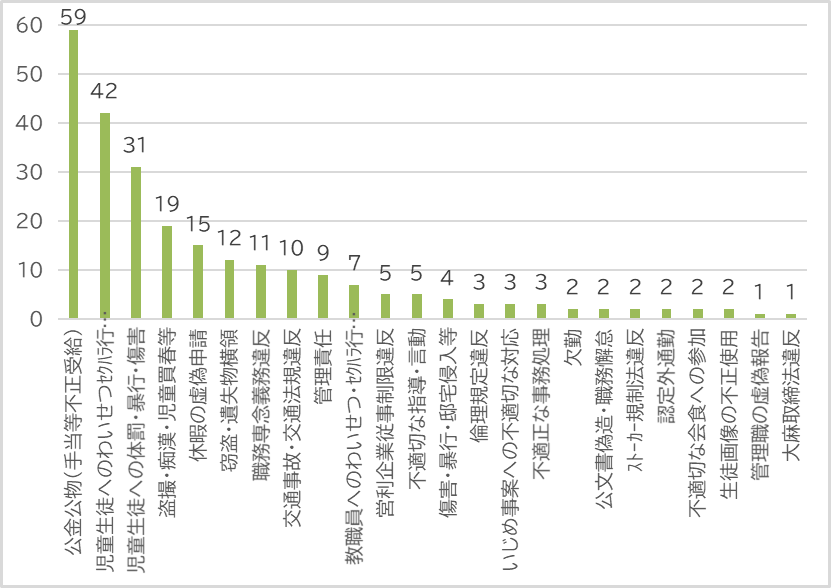 60
50
40
30
20
10
0
59
42
31
19
15
12
11
10
9
7
5
5
4
3
3
3
2
2
2
2
2
2
1
1
公金公物(手当等不正受給)
児童生徒へのわいせつｾｸﾊﾗ行…
児童生徒への体罰・暴行・傷害
盗撮・痴漢・児童買春等
休暇の虚偽申請
窃盗・遺失物横領
職務専念義務違反
交通事故・交通法規違反
管理責任
教職員へのわいせつ・ｾｸﾊﾗ行…
営利企業従事制限違反
不適切な指導・言動
傷害・暴行・邸宅侵入等
倫理規定違反
いじめ事案への不適切な対応
不適正な事務処理
欠勤
公文書偽造・職務懈怠
ｽﾄｰｶｰ規制法違反
認定外通勤
不適切な会食への参加
生徒画像の不正使用
管理職の虚偽報告
大麻取締法違反